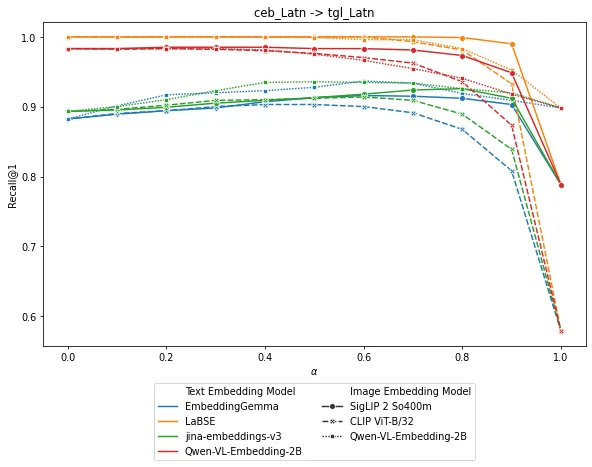 ceb_Latn -> tgl_Latn
1.0
0.9
0.8
0.7
0.6
Recall@1
0.0 0.2 0.4 0.6 0.8 1.0
α
Text Embedding Model Image Embedding Model
EmbeddingGemma SigLIP 2 So400m
LaBSE CLIP ViT-B/32
jina-embeddings-v3 Qwen-VL-Embedding-2B
Qwen-VL-Embedding-2B